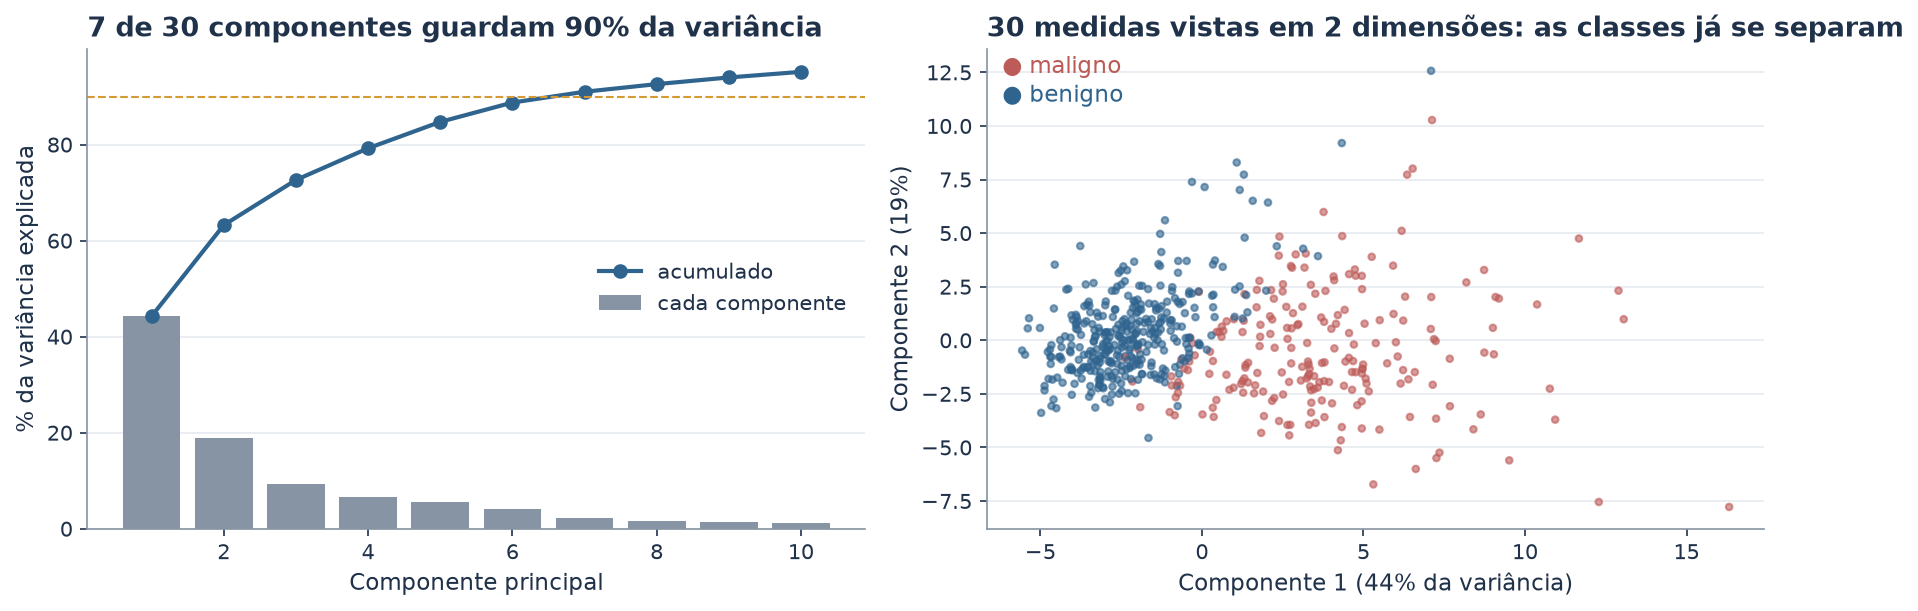 7 de 30 componentes guardam 90% da variância
% da variância explicada
80
60
40
20
0
acumulado
cada componente
2
4
6
8
10
Componente principal
30 medidas vistas em 2 dimensões: as classes já se separam
maligno
benigno
Componente 2 (19%)
12.5
10.0
7.5
5.0
2.5
0.0
−2.5
−5.0
−7.5
−5
0
5
10
15
Componente 1 (44% da variância)